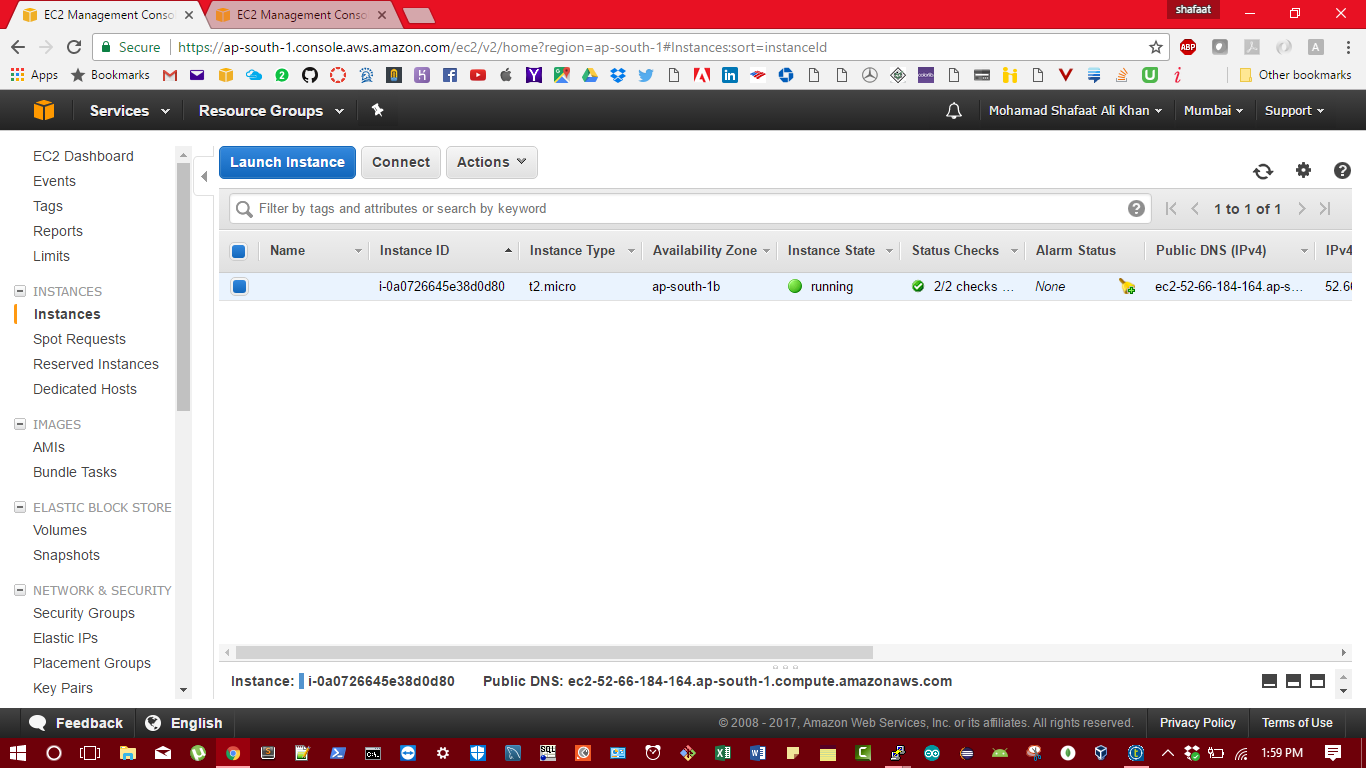 shafaat
EC2 Management Conso
EC2 Management Conso
Secure
https://ap-south-1.console.aws.amazon.com/ec2/v2/home?region=ap-south-1#Instances:sort=instanceId
ABP
Apps
Bookmarks
Other bookmarks
Services
Resource Groups
Mohamad Shafaat Ali Khan
Mumbai
Support
EC2 Dashboard
Events
Tags
Reports
Limits
INSTANCES
Instances
Spot Requests
Reserved Instances
Dedicated Hosts
IMAGES
AMIs
Bundle Tasks
ELASTIC BLOCK STORE
Volumes
Snapshots
NETWORK & SECURITY
Security Groups
Elastic IPs
Placement Groups
Key Pairs
Launch Instance
Connect
Actions
Filter by tags and attributes or search by keyword
1 to 1 of 1
Name Instance ID Instance Type Availability Zone Instance State Status Checks Alarm Status Public DNS (IPv4) IPv4
i-0a0726645e38d0d80 t2.micro ap-south-1b running 2/2 checks ... None ec2-52-66-184-164.ap-s... 52.66
Instance: i-0a0726645e38d0d80 Public DNS: ec2-52-66-184-164.ap-south-1.compute.amazonaws.com
Feedback
English
© 2008 - 2017, Amazon Web Services, Inc. or its affiliates. All rights reserved.
Privacy Policy
Terms of Use
1:59 PM